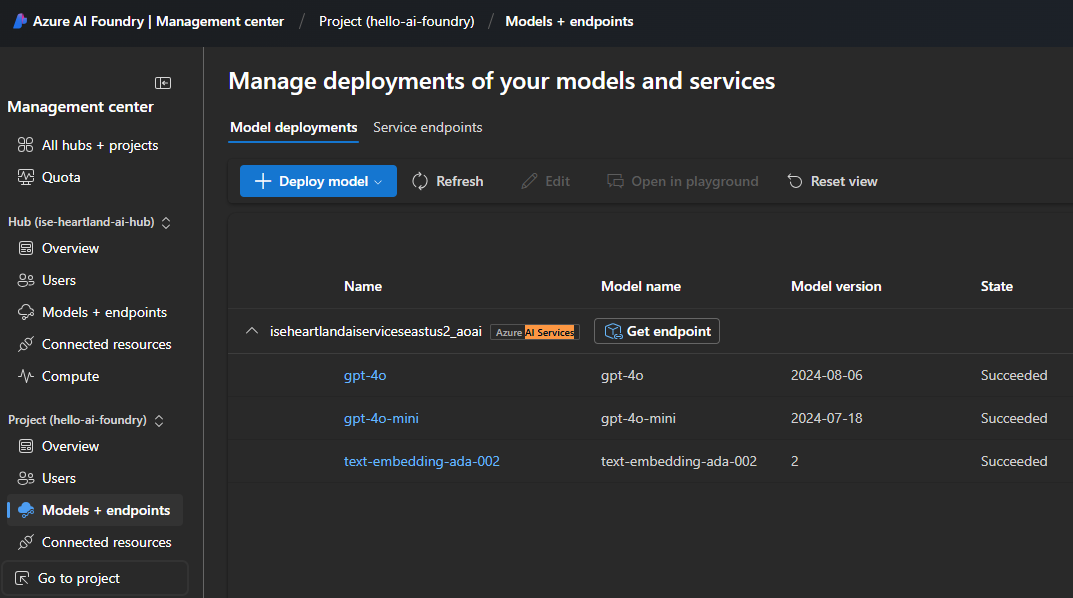 Azure AI Foundry | Management center / Project (hello-ai-foundry) / Models + endpoints
Management center
All hubs + projects
Quota
Hub (ise-heartland-ai-hub)
Overview
Users
Models + endpoints
Connected resources
Compute
Project (hello-ai-foundry)
Overview
Users
Models + endpoints
Connected resources
Go to project
Manage deployments of your models and services
Model deployments Service endpoints
Deploy model Refresh Edit Open in playground Reset view
Name Model name Model version State
iseheartlandaiserviceseastus2_aoai Azure AI Services Get endpoint
gpt-4o gpt-4o 2024-08-06 Succeeded
gpt-4o-mini gpt-4o-mini 2024-07-18 Succeeded
text-embedding-ada-002 text-embedding-ada-002 2 Succeeded